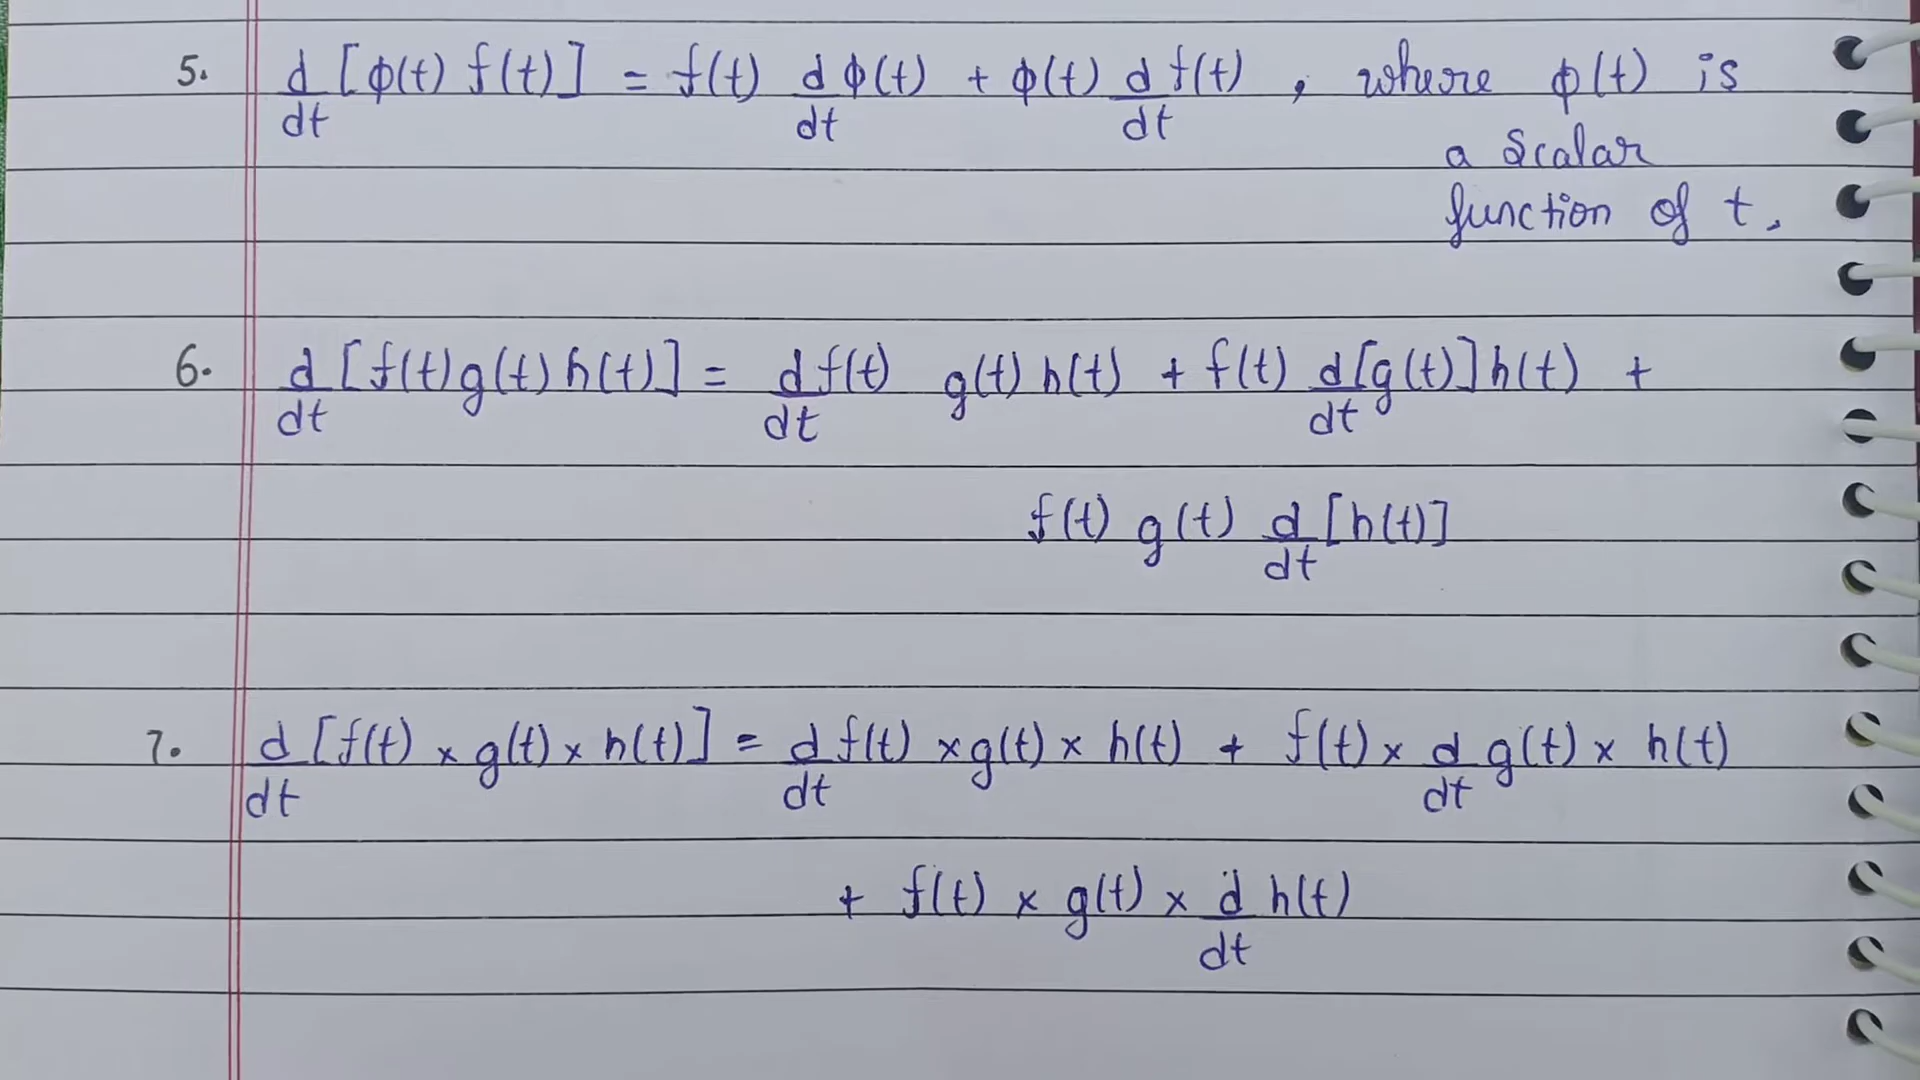 5. d/dt [φ(t) f(t)] = f(t) d/dt φ(t) + φ(t) d/dt f(t), where φ(t) is
a scalar
function of t.
6. d/dt [f(t) g(t) h(t)] = d/dt f(t) g(t) h(t) + f(t) d/dt [g(t)] h(t) +
f(t) g(t) d/dt [h(t)]
7. d/dt [f(t) × g(t) × h(t)] = d/dt f(t) × g(t) × h(t) + f(t) × d/dt g(t) × h(t)
+ f(t) × g(t) × d/dt h(t)